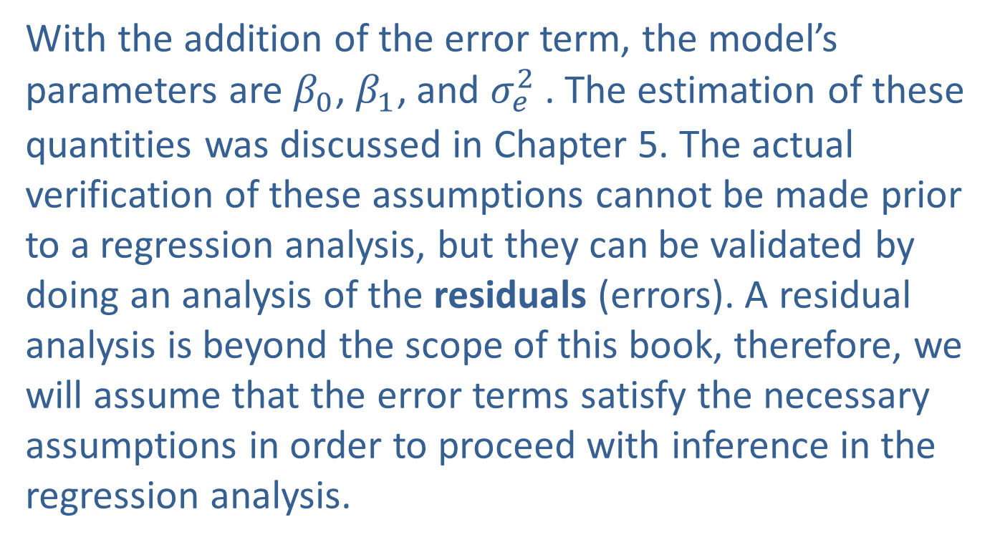 With the addition of the error term, the model’s
parameters are β₀, β₁, and σₑ² . The estimation of these
quantities was discussed in Chapter 5. The actual
verification of these assumptions cannot be made prior
to a regression analysis, but they can be validated by
doing an analysis of the residuals (errors). A residual
analysis is beyond the scope of this book, therefore, we
will assume that the error terms satisfy the necessary
assumptions in order to proceed with inference in the
regression analysis.